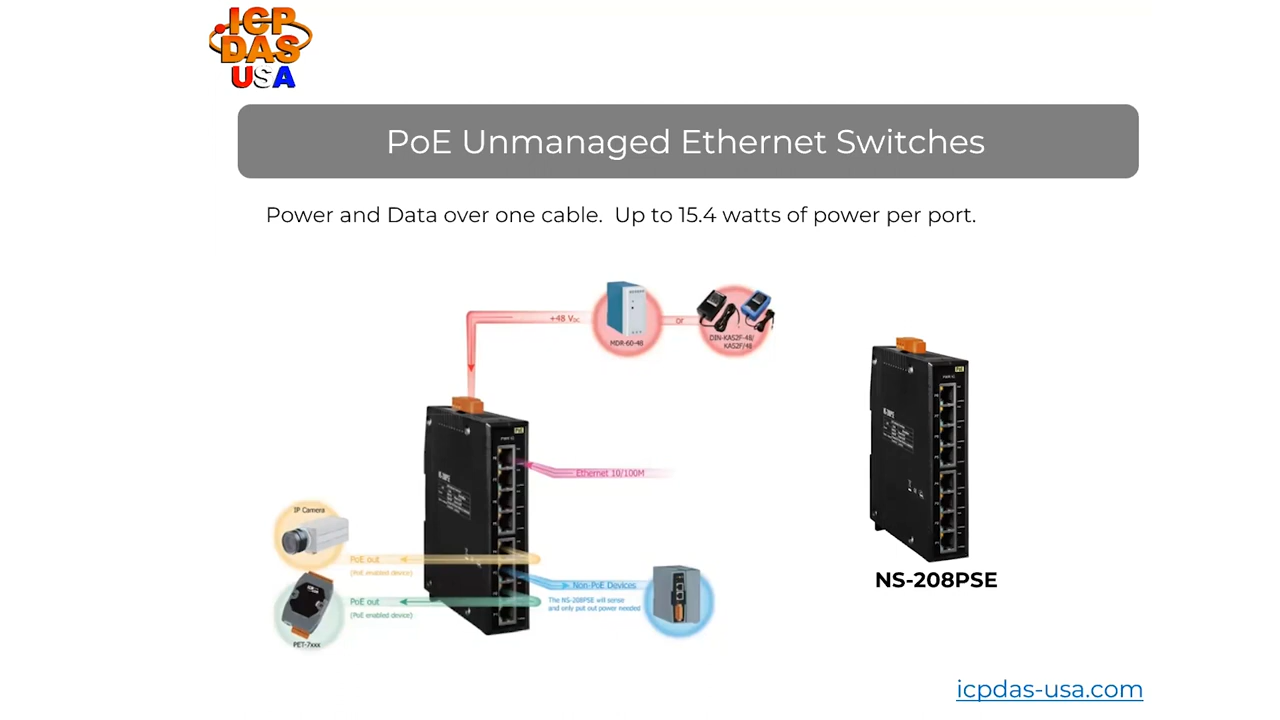 ICP
DAS
USA
PoE Unmanaged Ethernet Switches
Power and Data over one cable. Up to 15.4 watts of power per port.
+48 VDC
MDR-60-48
or
DIN-KA52F-48/
KA52F/48
PoE
PoE
Ethernet 10/100M
IP Camera
PoE out
(PoE enabled device)
Non-PoE Devices
The NS-208PSE will sense
and only put out power needed
PoE out
(PoE enabled device)
PET-7xxx
NS-208PSE
icpdas-usa.com